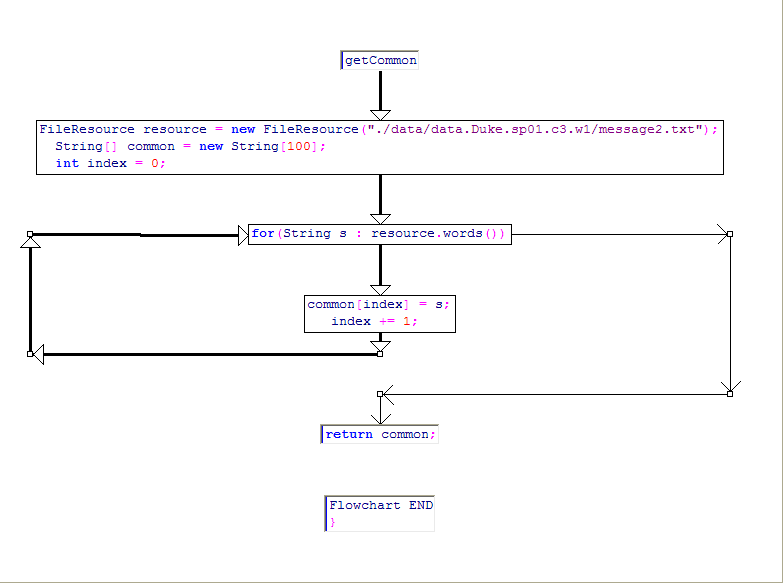 getCommon
FileResource resource = new FileResource("./data/data.Duke.sp01.c3.w1/message2.txt");
String[] common = new String[100];
int index = 0;
for(String s : resource.words())
common[index] = s;
index += 1;
return common;
Flowchart END
}